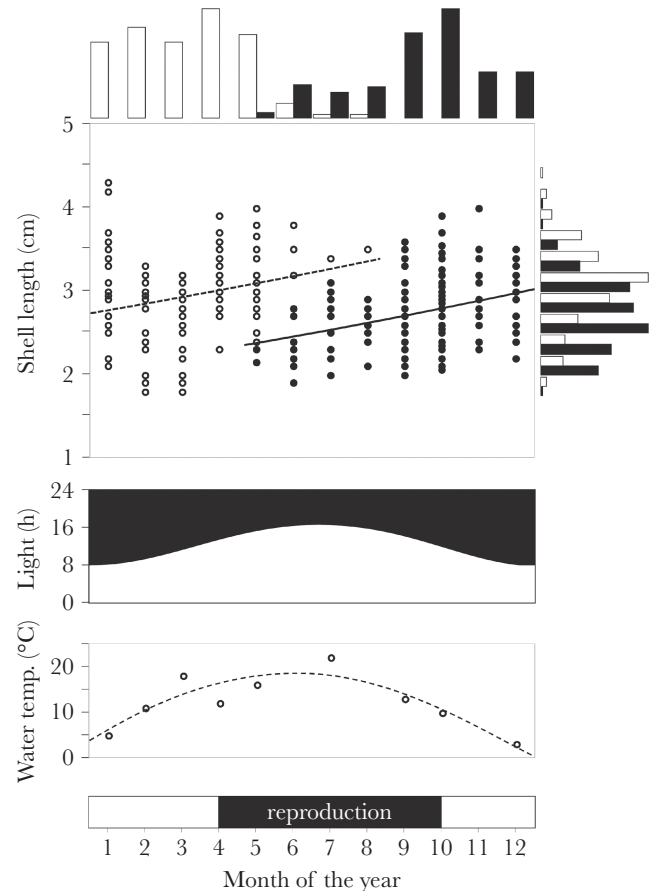 5
4
3
2
1
Shell length (cm)
24
16
8
0
Light (h)
20
10
0
Water temp. (°C)
reproduction
1 2 3 4 5 6 7 8 9 10 11 12
Month of the year